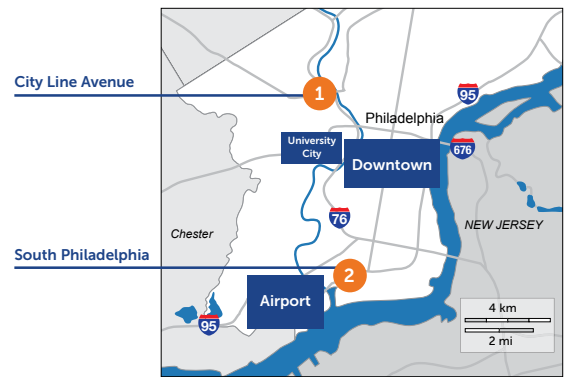 City Line Avenue
1
95
Philadelphia
676
University
City
Downtown
76
NEW JERSEY
Chester
South Philadelphia
2
Airport
4 km
2 mi
95